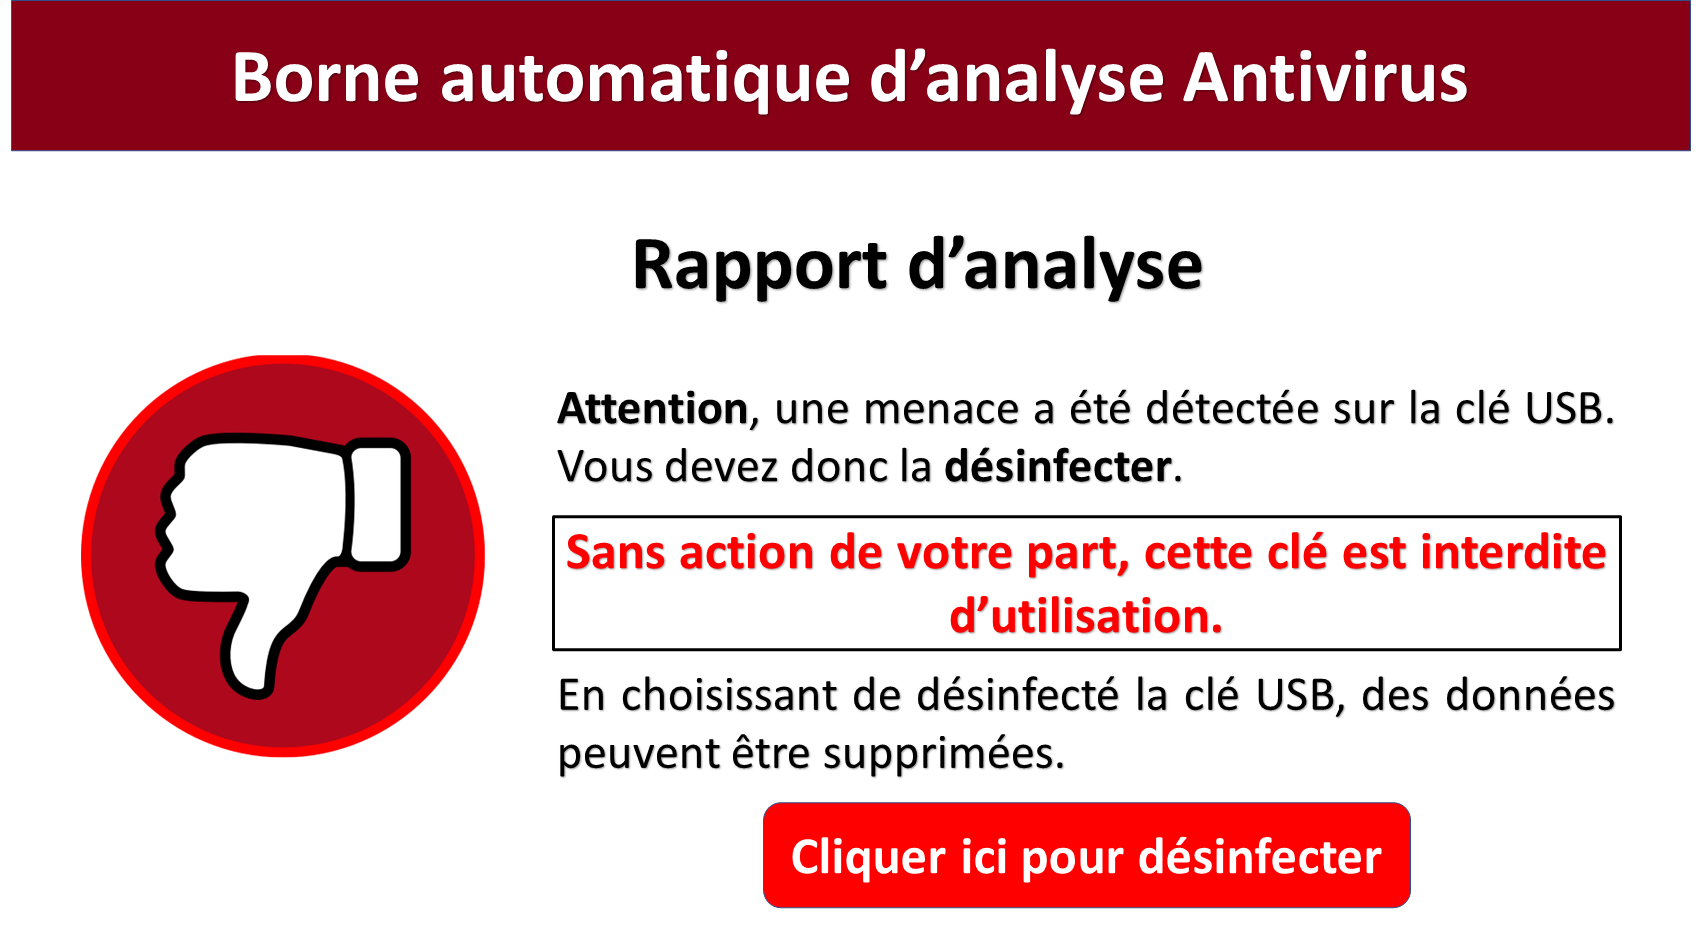 Borne automatique d’analyse Antivirus
Rapport d’analyse
Attention, une menace a été détectée sur la clé USB.
Vous devez donc la désinfecter.
Sans action de votre part, cette clé est interdite
d’utilisation.
En choisissant de désinfecté la clé USB, des données
peuvent être supprimées.
Cliquer ici pour désinfecter